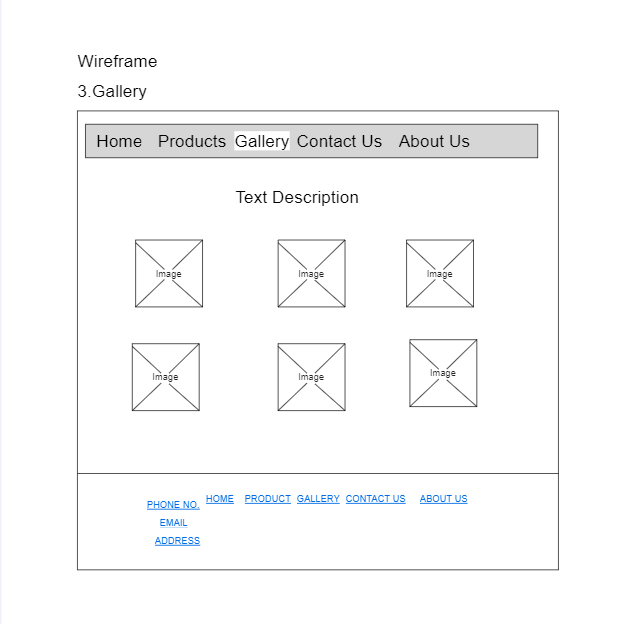 Wireframe
3.Gallery
Home Products Gallery Contact Us About Us
Text Description
Image Image Image
Image Image Image
HOME PRODUCT GALLERY CONTACT US ABOUT US
PHONE NO.
EMAIL
ADDRESS